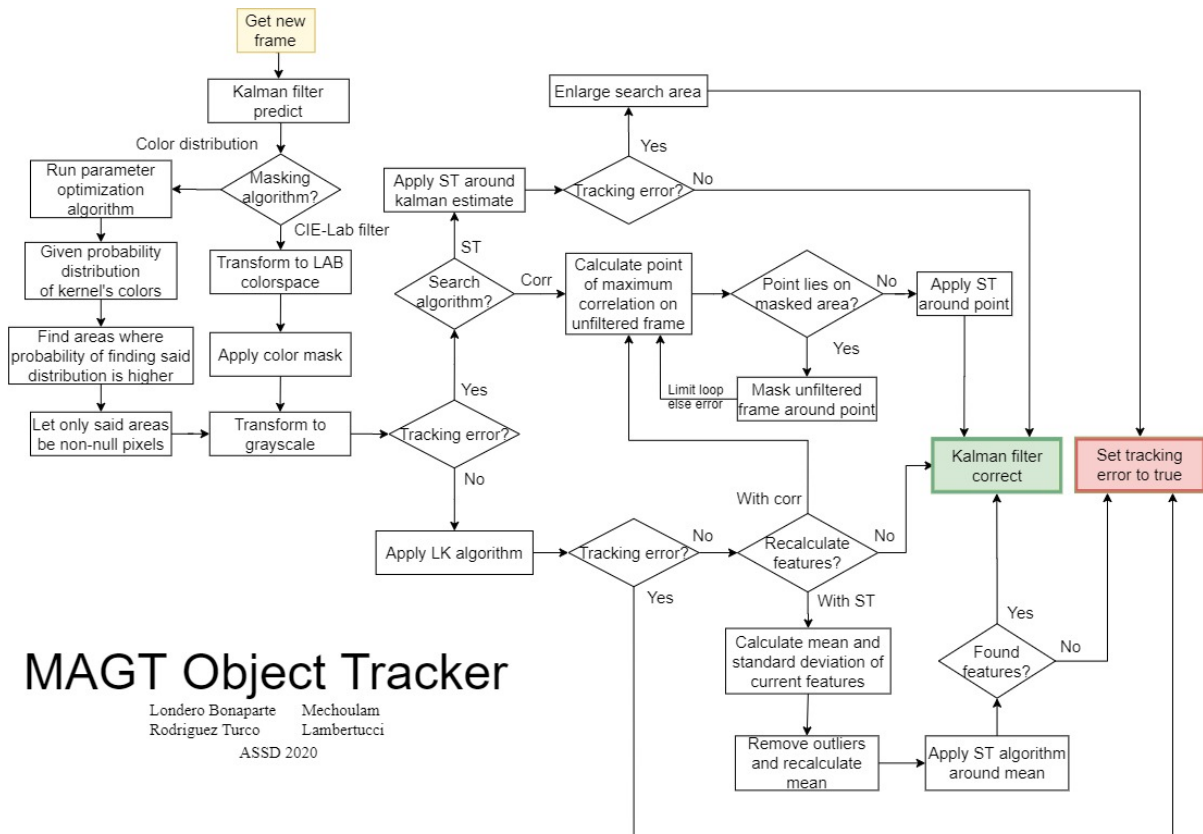 Get new
frame
Kalman filter
predict
Color distribution
Masking
algorithm?
Run parameter
optimization
algorithm
CIE-Lab filter
Given probability
distribution
of kernel's colors
Transform to LAB
colorspace
Find areas where
probability of finding said
distribution is higher
Apply color mask
Let only said areas
be non-null pixels
Transform to
grayscale
Tracking error?
Yes
No
Search
algorithm?
ST
Corr
Apply ST around
kalman estimate
Tracking error?
Yes
No
Enlarge search area
Calculate point
of maximum
correlation on
unfiltered frame
Point lies on
masked area?
No
Yes
Apply ST
around point
Mask unfiltered
frame around point
Limit loop
else error
Kalman filter
correct
Set tracking
error to true
Apply LK algorithm
Tracking error?
No
Yes
Recalculate
features?
With corr
No
With ST
Calculate mean and
standard deviation of
current features
Remove outliers
and recalculate
mean
Apply ST algorithm
around mean
Found
features?
Yes
No
MAGT Object Tracker
Londero Bonaparte Mechoulam
Rodriguez Turco Lambertucci
ASSD 2020